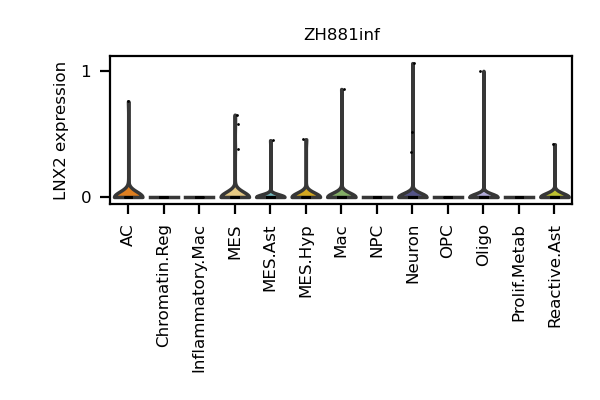 ZH881inf
LNX2 expression
1
0
AC
Chromatin.Reg
Inflammatory.Mac
MES
MES.Ast
MES.Hyp
Mac
NPC
Neuron
OPC
Oligo
Prolif.Metab
Reactive.Ast